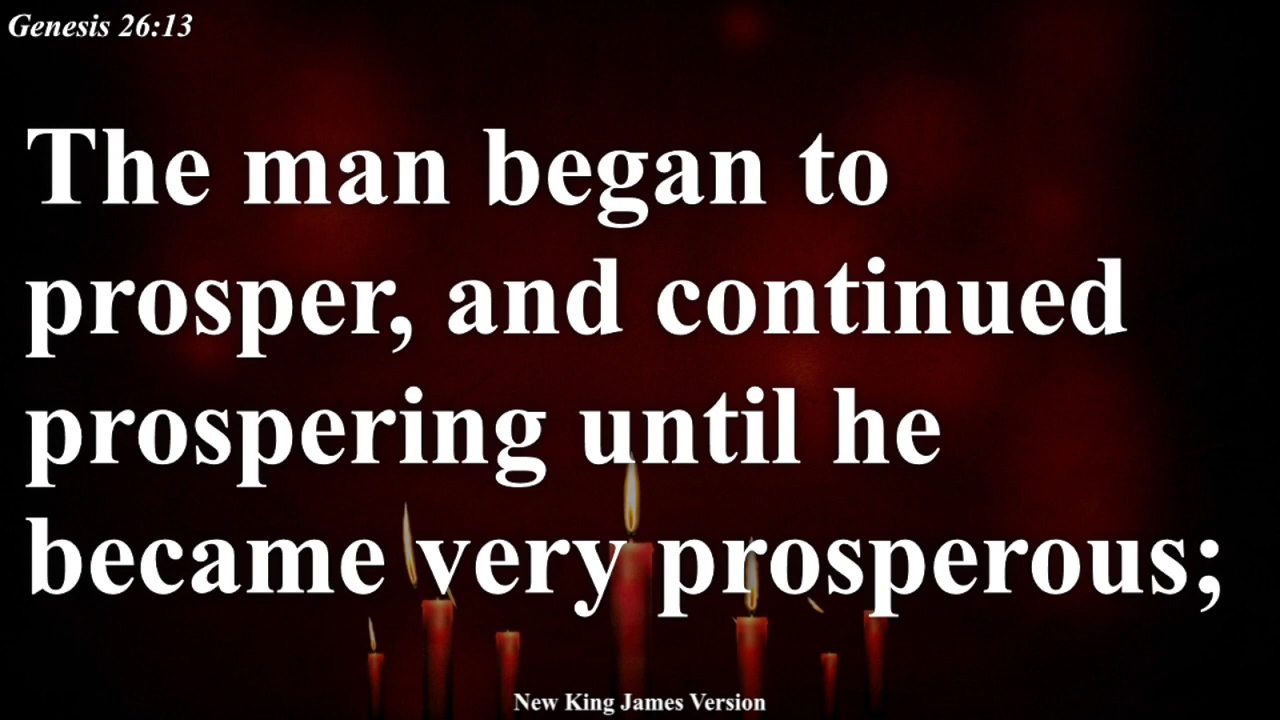 Genesis 26:13
The man began to
prosper, and continued
prospering until he
became very prosperous;
New King James Version